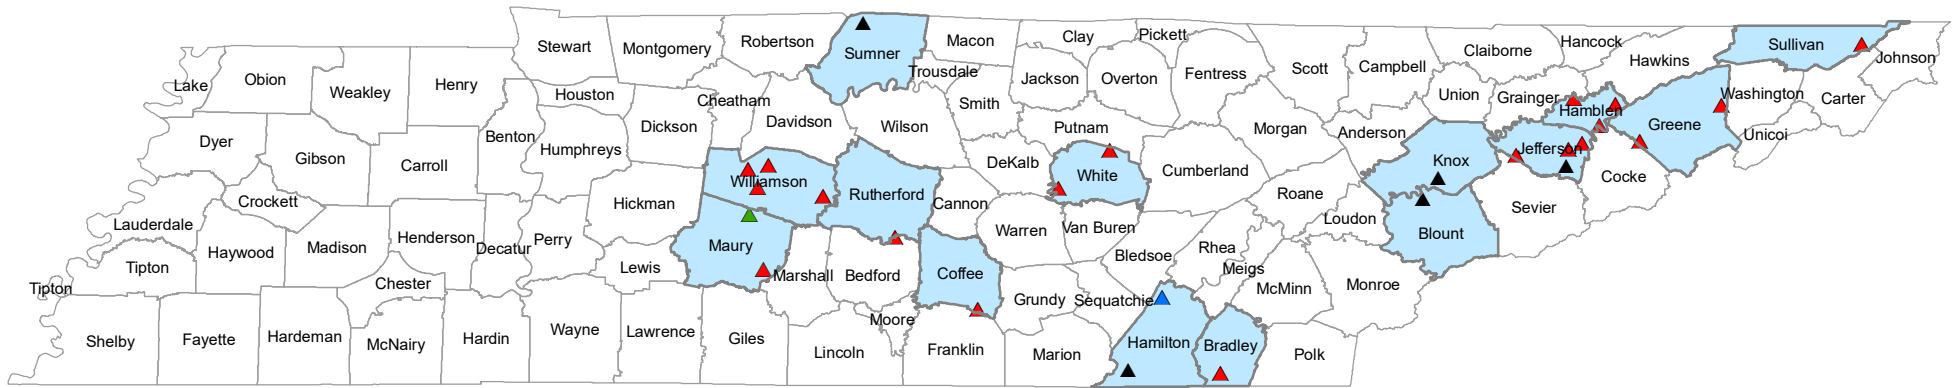 Stewart
Montgomery
Robertson
Sumner
Macon
Clay
Pickett
Claiborne
Hancock
Hawkins
Sullivan
Johnson
Lake
Obion
Weakley
Henry
Houston
Cheatham
Trousdale
Jackson
Overton
Fentress
Scott
Campbell
Union
Grainger
Hamblen
Greene
Washington
Carter
Unicoi
Dyer
Gibson
Carroll
Benton
Humphreys
Dickson
Davidson
Wilson
Smith
Putnam
DeKalb
White
Cumberland
Morgan
Anderson
Knox
Jefferson
Cocke
Sevier
Lauderdale
Crockett
Haywood
Madison
Henderson
Decatur
Perry
Hickman
Williamson
Rutherford
Cannon
Warren
Van Buren
Bledsoe
Rhea
Roane
Loudon
Blount
Tipton
Tipton
Chester
Lewis
Maury
Marshall
Bedford
Coffee
Grundy
Sequatchie
Meigs
McMinn
Monroe
Shelby
Fayette
Hardeman
McNairy
Hardin
Wayne
Lawrence
Giles
Lincoln
Moore
Franklin
Marion
Hamilton
Bradley
Polk